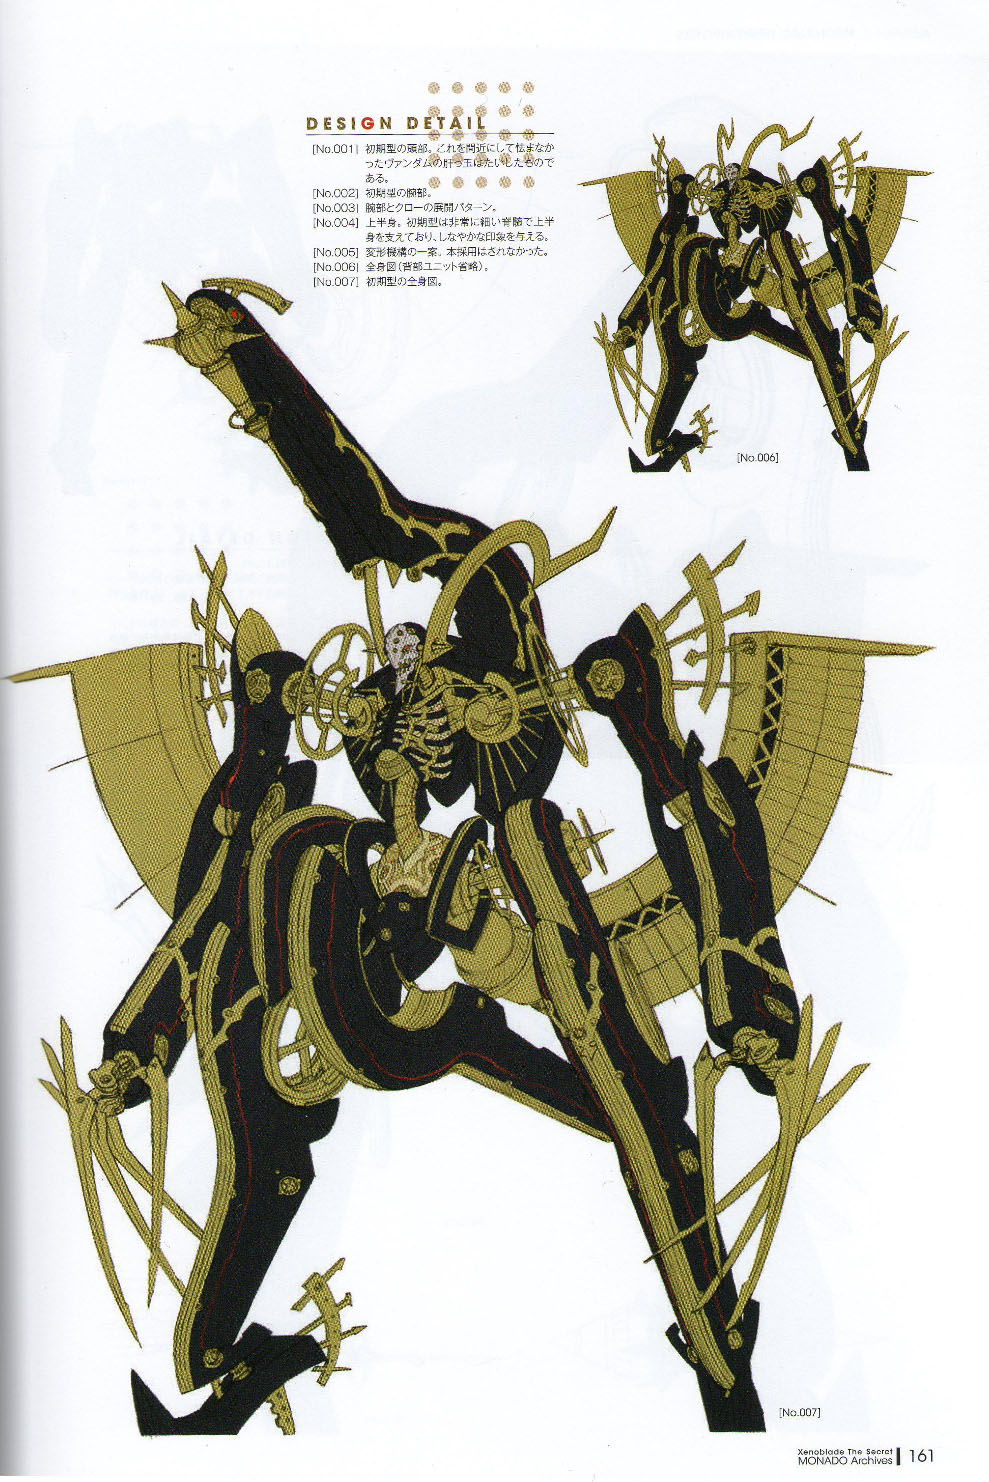 DESIGN DETAIL
[No.001] 初期型の頭部。これを間近にして怯まなか
ったヴァンダムの肝っ玉はたいしたもので
ある。
[No.002] 初期型の腕部。
[No.003] 腕部とクローの展開パターン。
[No.004] 上半身。初期型は非常に細い脊髄で上半
身を支えており、しなやかな印象を与える。
[No.005] 変形機構の一案。本採用はされなかった。
[No.006] 全身図（背部ユニット省略）。
[No.007] 初期型の全身図。
[No.006]
[No.007]
Xenoblade The Secret
MONADO Archives 161